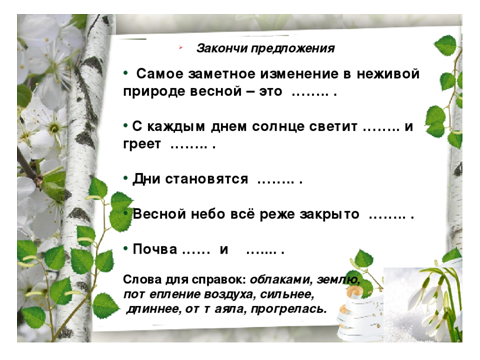 • Закончи предложения
• Самое заметное изменение в неживой
природе весной – это …….. .
• С каждым днем солнце светит …….. и
греет …….. .
• Дни становятся …….. .
• Весной небо всё реже закрыто …….. .
• Почва …… и ….... .
Слова для справок: облаками, землю,
пот епление воздуха, сильнее,
длиннее, от т аяла, прогрелась.